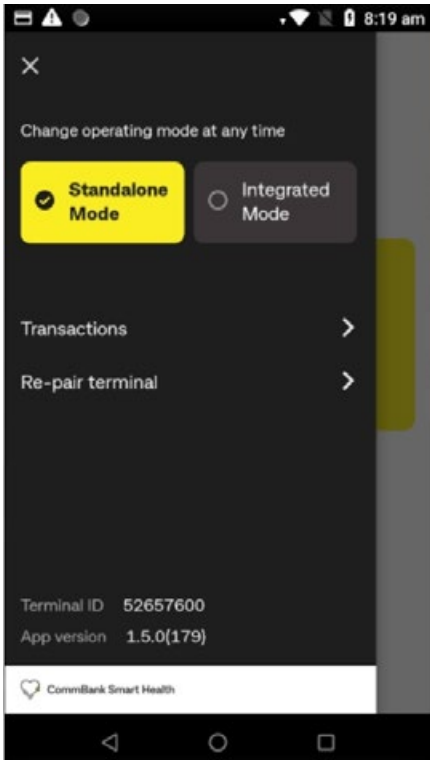 8:19 am
Change operating mode at any time
Standalone
Mode
Integrated
Mode
Transactions
Re-pair terminal
Terminal ID 52657600
App version 1.5.0(179)
CommBank Smart Health